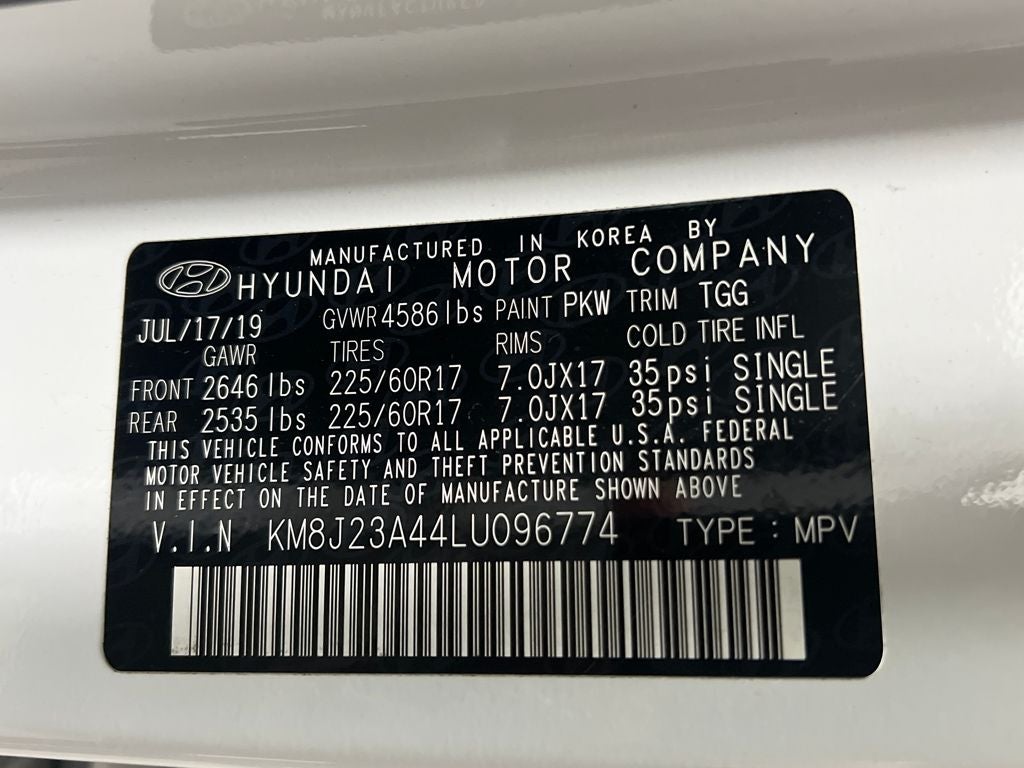 MANUFACTURED IN KOREA BY
HYUNDAI MOTOR COMPANY
JUL/17/19 GVWR 4586 lbs PAINT PKW TRIM TGG
GAWR TIRES RIMS COLD TIRE INFL
FRONT 2646 lbs 225/60R17 7.0JX17 35psi SINGLE
REAR 2535 lbs 225/60R17 7.0JX17 35psi SINGLE
THIS VEHICLE CONFORMS TO ALL APPLICABLE U.S.A. FEDERAL
MOTOR VEHICLE SAFETY AND THEFT PREVENTION STANDARDS
IN EFFECT ON THE DATE OF MANUFACTURE SHOWN ABOVE
V.I.N KM8J23A44LU096774 TYPE : MPV